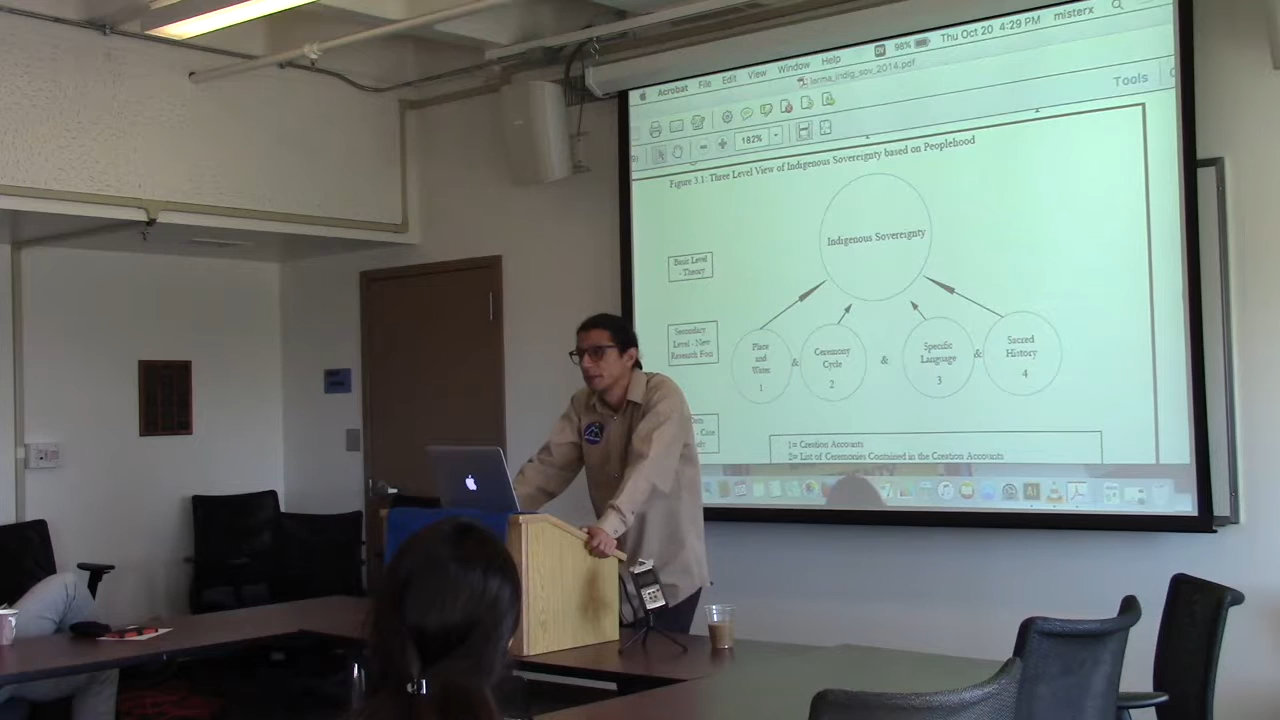 Acrobat File Edit View Window Help 98% Thu Oct 20 4:29 PM misterx
lerma_indig_sov_2014.pdf
Tools
182%
Figure 3.1: Three Level View of Indigenous Sovereignty based on Peoplehood
Indigenous Sovereignty
Basic Level
- Theory
Secondary
Level - New
Research Foci
Place
and
Water
1
&
Ceremony
Cycle
2
&
Specific
Language
3
&
Sacred
History
4
- Case
1= Creation Accounts
2= List of Ceremonies Contained in the Creation Accounts